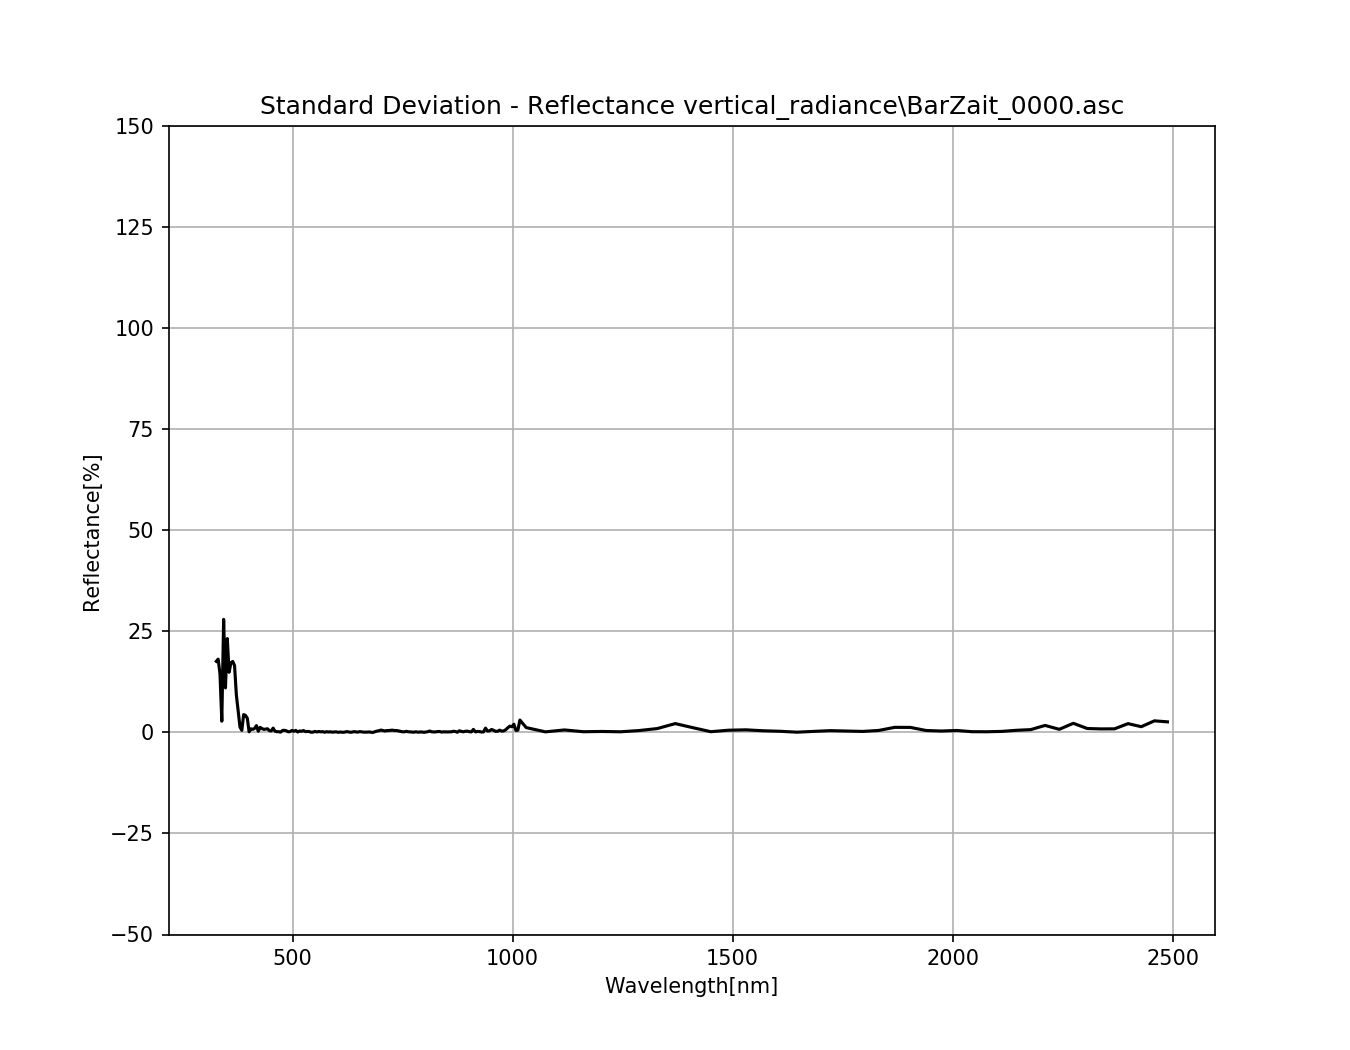 Standard Deviation - Reflectance vertical_radiance\BarZait_0000.asc
150
125
100
75
50
25
0
−25
−50
Reflectance[%]
500 1000 1500 2000 2500
Wavelength[nm]